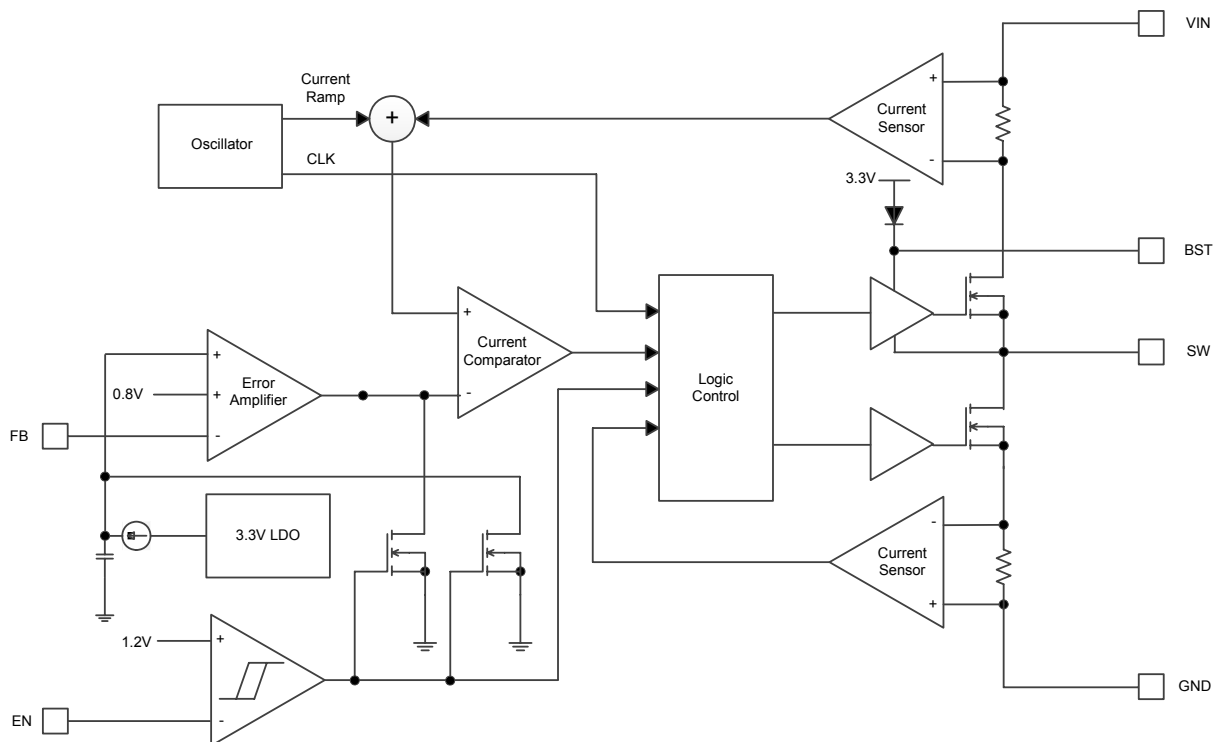 VIN
Current
Ramp
+
Current
Sensor
+
-
Oscillator
CLK
3.3V
BST
+
Current
Comparator
-
SW
Logic
Control
+
Error
Amplifier
0.8V
+
FB
-
3.3V LDO
-
Current
Sensor
+
1.2V
+
GND
EN
-